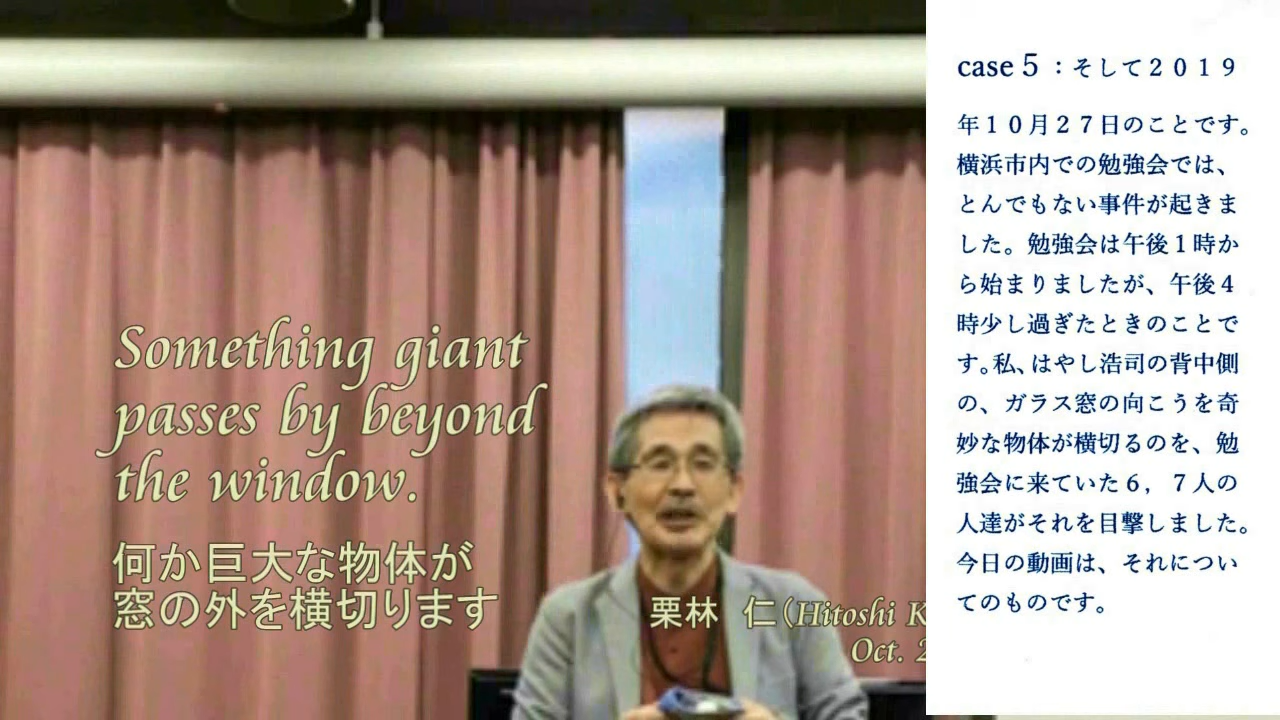 Something giant
passes by beyond
the window.
何か巨大な物体が
窓の外を横切ります
栗林 仁(Hitoshi K
Oct. 2
case 5：そして２０１９
年１０月２７日のことです。
横浜市内での勉強会では、
とんでもない事件が起きま
した。勉強会は午後１時か
ら始まりましたが、午後４
時少し過ぎたときのことで
す。私、はやし浩司の背中側
の、ガラス窓の向こうを奇
妙な物体が横切るのを、勉
強会に来ていた６，７人の
人達がそれを目撃しました。
今日の動画は、それについ
てのものです。